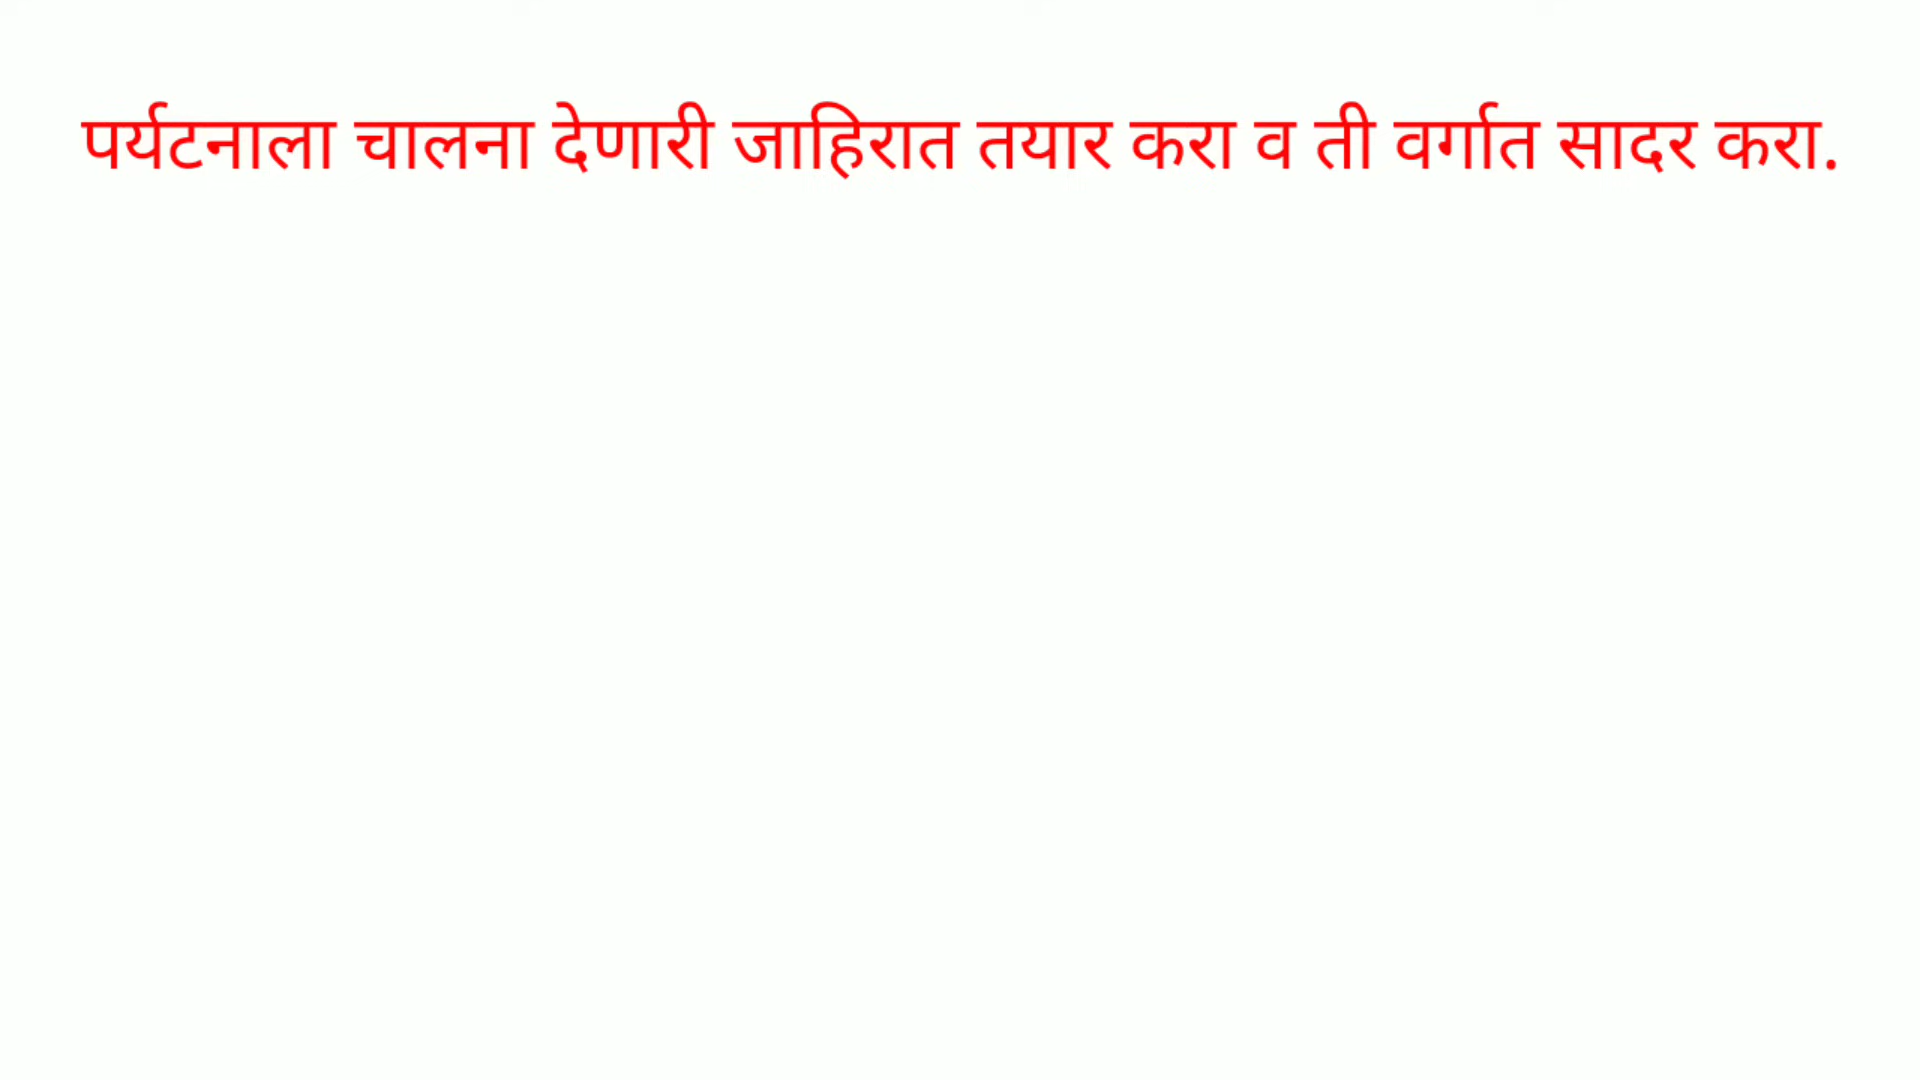 पर्यटनाला चालना देणारी जाहिरात तयार करा व ती वर्गात सादर करा.